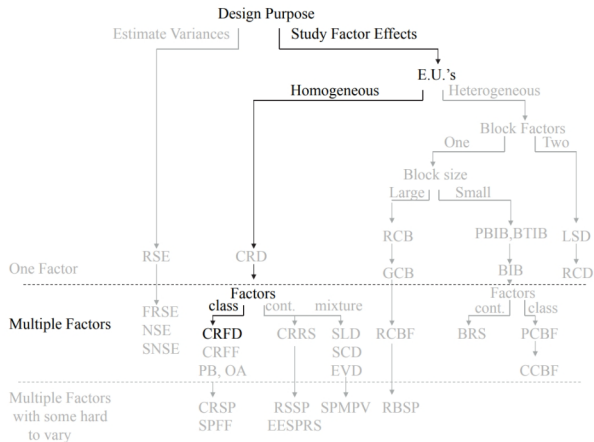 Design Purpose
Estimate Variances
Study Factor Effects
E.U.'s
Homogeneous
Heterogeneous
Block Factors
One
Two
Block size
Large
Small
RCB
PBIB,BTIB
LSD
RSE
CRD
One Factor
GCB
BIB
RCD
Factors
class
cont.
mixture
Factors
cont.
class
Multiple Factors
FRSE
NSE
SNSE
CRFD
CRFF
PB, OA
CRRS
SLD
SCD
EVD
RCBF
BRS
PCBF
CCBF
Multiple Factors
with some hard
to vary
CRSP
SPFF
RSSP
EESPRS
SPMPV
RBSP